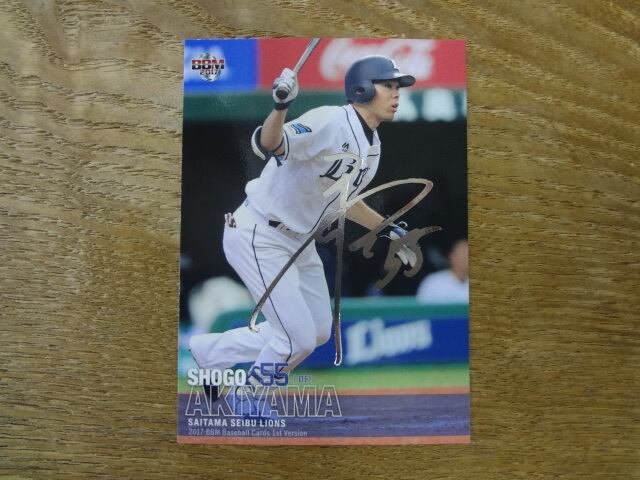 BBM
2017
Coca-Cola
Lions
SHOGO 55 OF
AKIYAMA
SAITAMA SEIBU LIONS
2017 BBM Baseball Cards 1st Version